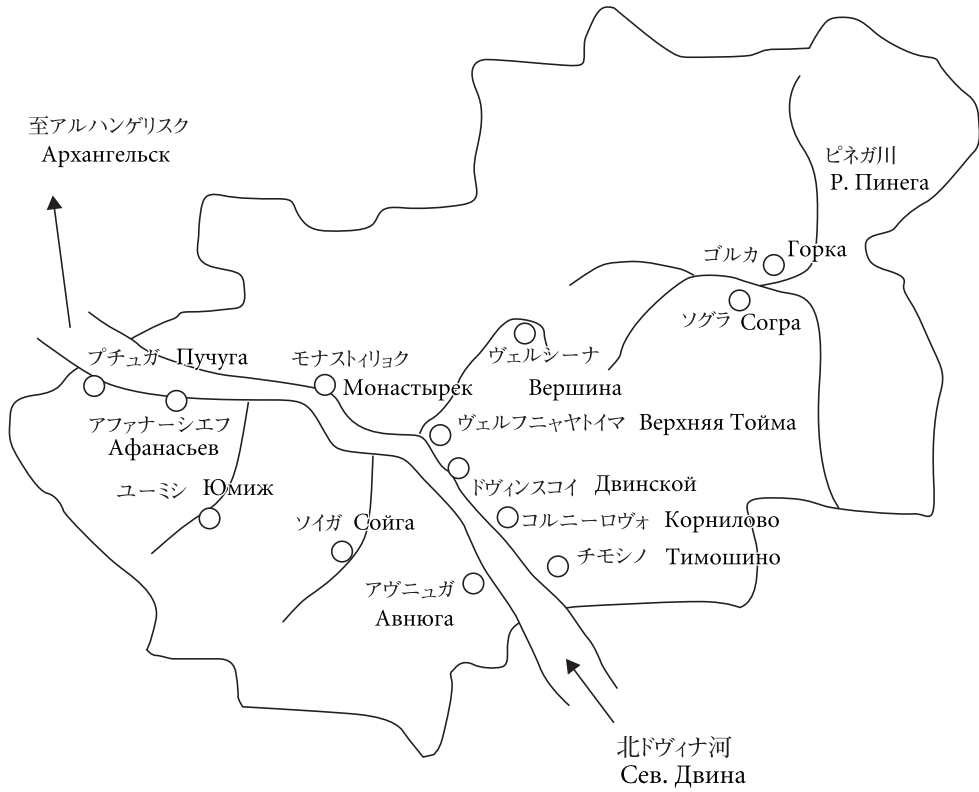 至アルハンゲリスク
Архангельск
ピネガ川
Р. Пинега
ゴルカ Горка
ソグラ Согра
プチュガ Пучуга
モナスティリョク
Монастырек
ヴェルシーナ
Вершина
アファナーシエフ
Афанасьев
ヴェルフニャヤトイマ Верхняя Тойма
ユーミシ Юмиж
ドヴィンスコイ Двинской
ソイガ Сойга
コルニーロヴォ Корнилово
チモシノ Тимошино
アヴニュガ
Авнюга
北ドヴィナ河
Сев. Двина